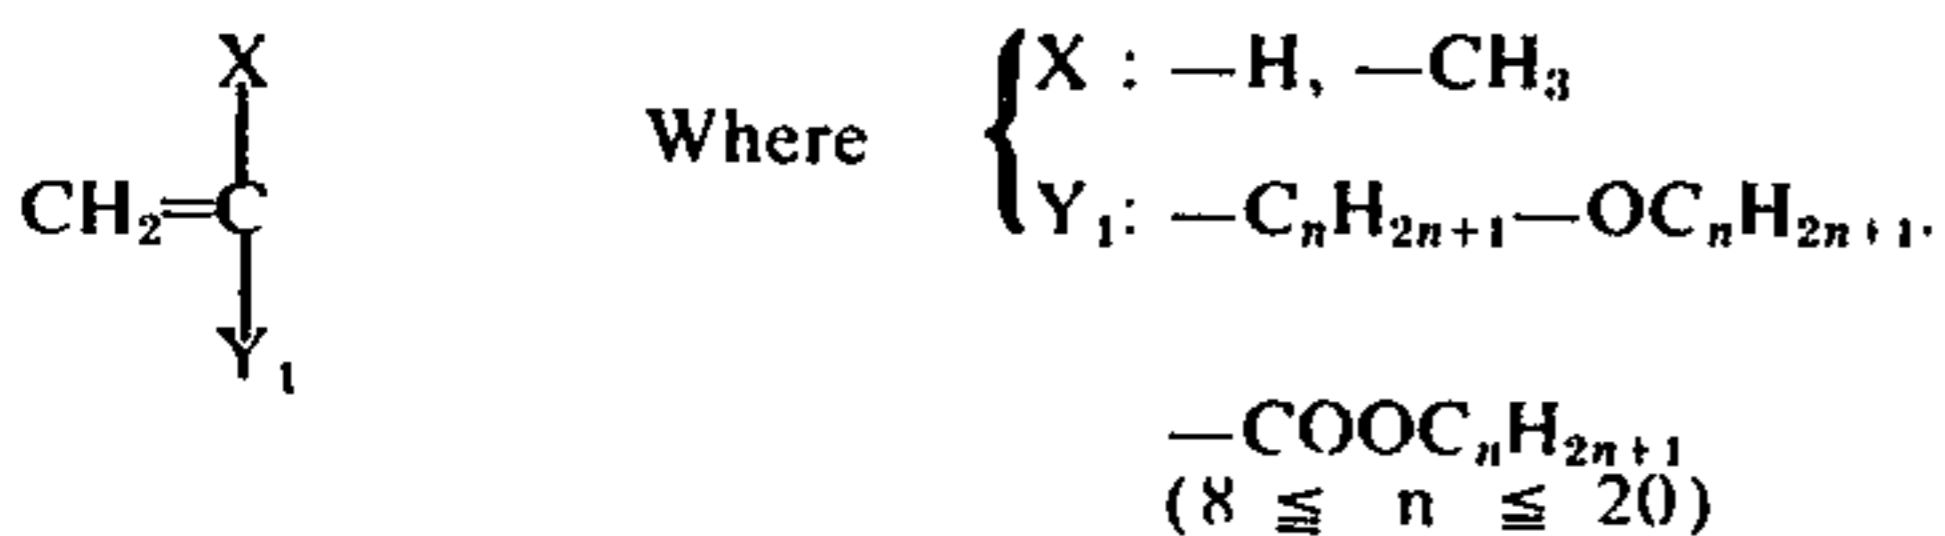 X
CH₂=C
Y₁
Where
X : —H, —CH₃
Y₁: —CₙH₂ₙ₊₁—OCₙH₂ₙ₊₁.
—COOCₙH₂ₙ₊₁
(8 ≦ n ≦ 20)